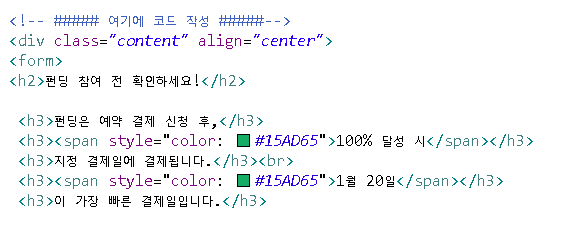 <!-- ##### 여기에 코드 작성 #####-->
<div class="content" align="center">
<form>
<h2>펀딩 참여 전 확인하세요!</h2>
<h3>펀딩은 예약 결제 신청 후,</h3>
<h3><span style="color: #15AD65">100% 달성 시</span></h3>
<h3>지정 결제일에 결제됩니다.</h3><br>
<h3><span style="color: #15AD65">1월 20일</span></h3>
<h3>이 가장 빠른 결제일입니다.</h3>